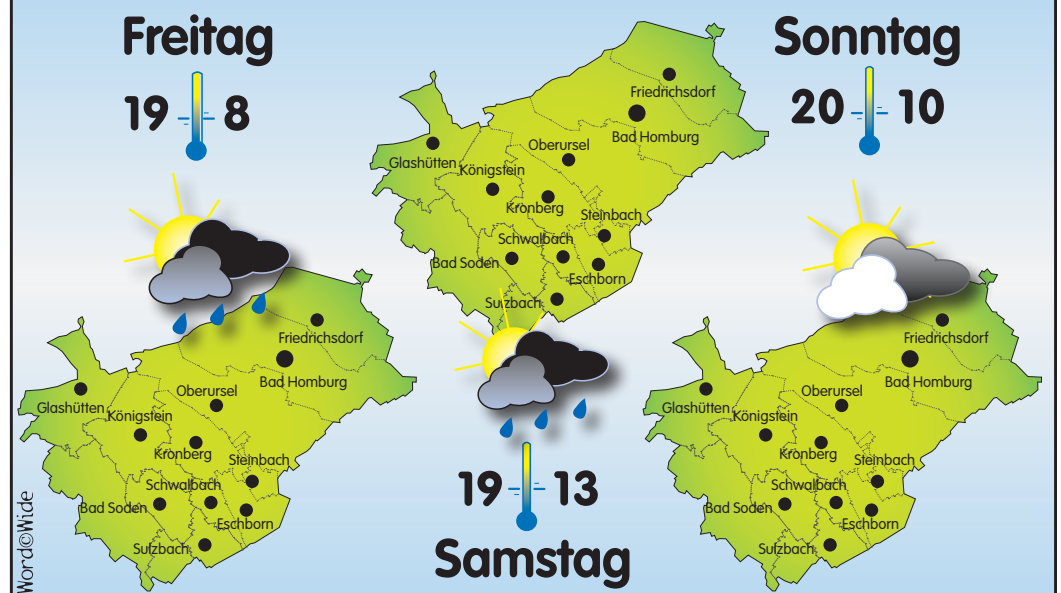 Freitag
19 8
Friedrichsdorf
Bad Homburg
Oberursel
Glashütten
Königstein
Kronberg
Steinbach
Schwalbach
Bad Soden
Eschborn
Sulzbach
Friedrichsdorf
Bad Homburg
Oberursel
Glashütten
Königstein
Kronberg
Steinbach
Schwalbach
Bad Soden
Eschborn
Sulzbach
19 13
Samstag
Sonntag
20 10
Friedrichsdorf
Bad Homburg
Oberursel
Glashütten
Königstein
Kronberg
Steinbach
Schwalbach
Bad Soden
Eschborn
Sulzbach
Word©Wide